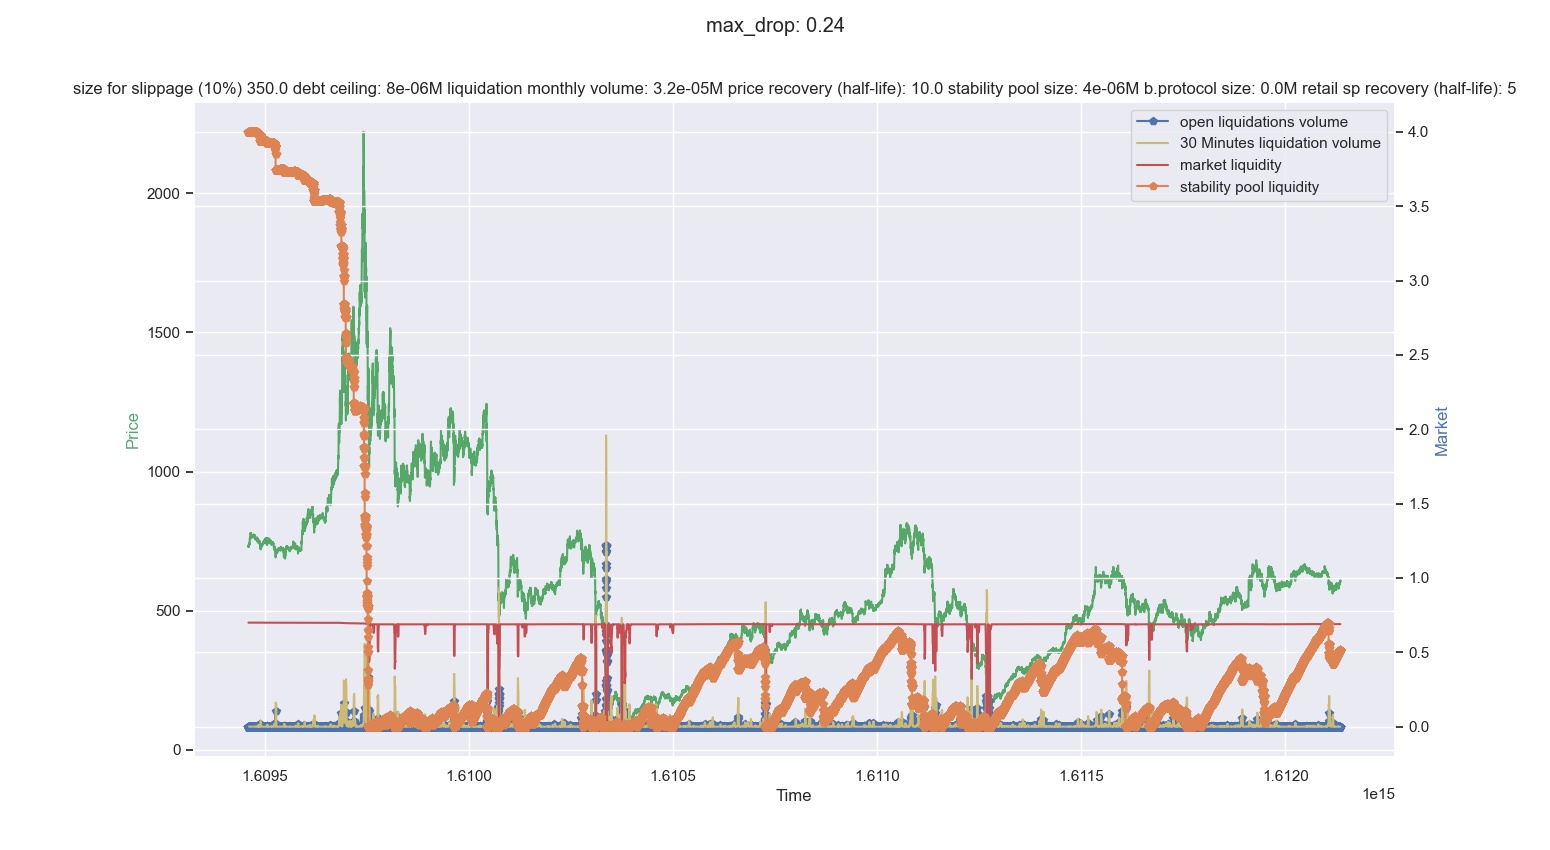 max_drop: 0.24
size for slippage (10%) 350.0 debt ceiling: 8e-06M liquidation monthly volume: 3.2e-05M price recovery (half-life): 10.0 stability pool size: 4e-06M b.protocol size: 0.0M retail sp recovery (half-life): 5
open liquidations volume
30 Minutes liquidation volume
market liquidity
stability pool liquidity
2000
1500
1000
500
0
Price
4.0
3.5
3.0
2.5
2.0
1.5
1.0
0.5
0.0
Market
1.6095 1.6100 1.6105 1.6110 1.6115 1.6120
Time
1e15